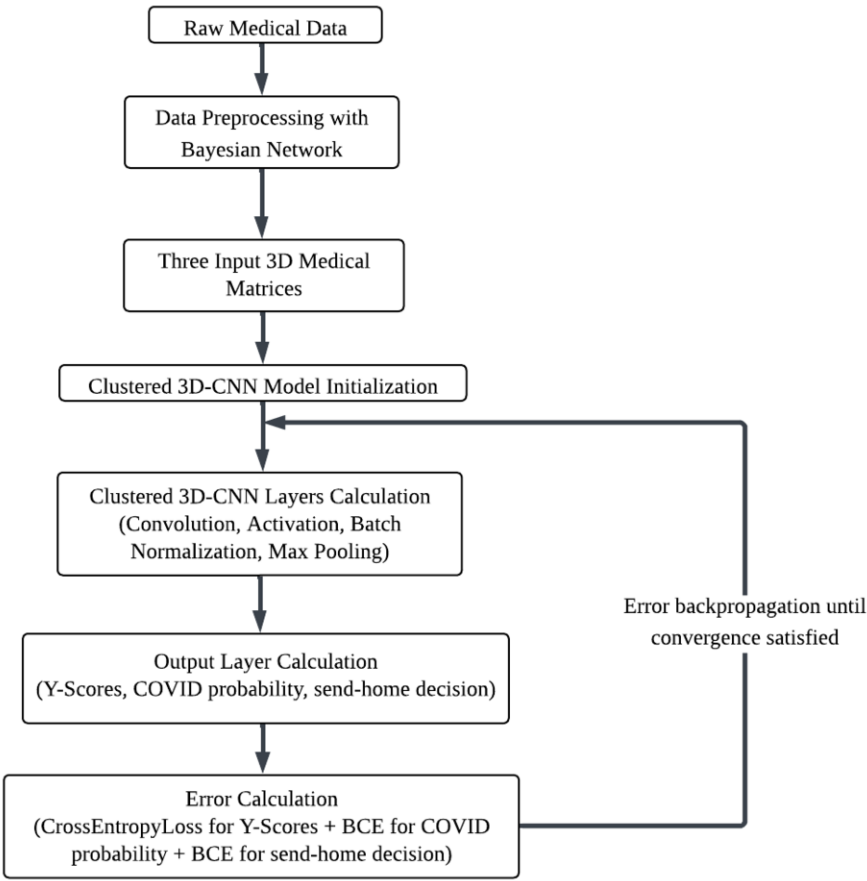 Raw Medical Data
Data Preprocessing with
Bayesian Network
Three Input 3D Medical
Matrices
Clustered 3D-CNN Model Initialization
Clustered 3D-CNN Layers Calculation
(Convolution, Activation, Batch
Normalization, Max Pooling)
Error backpropagation until
convergence satisfied
Output Layer Calculation
(Y-Scores, COVID probability, send-home decision)
Error Calculation
(CrossEntropyLoss for Y-Scores + BCE for COVID
probability + BCE for send-home decision)